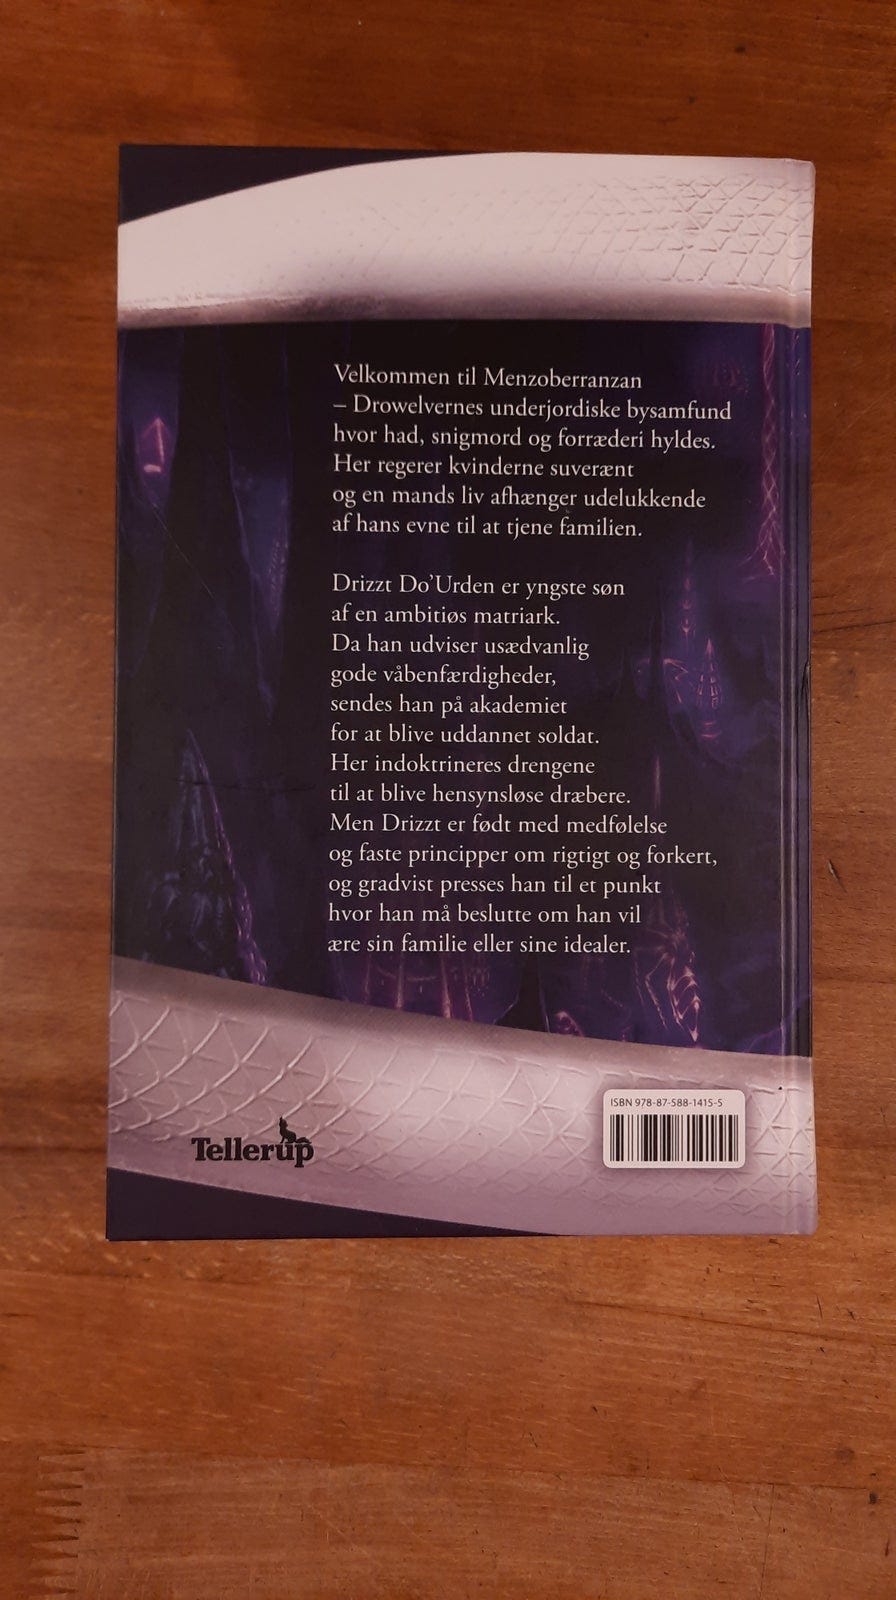 Velkommen til Menzoberranzan
– Drowelvernes underjordiske bysamfund
hvor had, snigmord og forræderi hyldes.
Her regerer kvinderne suverænt
og en mands liv afhænger udelukkende
af hans evne til at tjene familien.
Drizzt Do'Urden er yngste søn
af en ambitiøs matriark.
Da han udviser usædvanlig
gode våbenfærdigheder,
sendes han på akademiet
for at blive uddannet soldat.
Her indoktrineres drengene
til at blive hensynsløse dræbere.
Men Drizzt er født med medfølelse
og faste principper om rigtigt og forkert,
og gradvist presses han til et punkt
hvor han må beslutte om han vil
ære sin familie eller sine idealer.
ISBN 978-87-588-1415-5
Tellerup